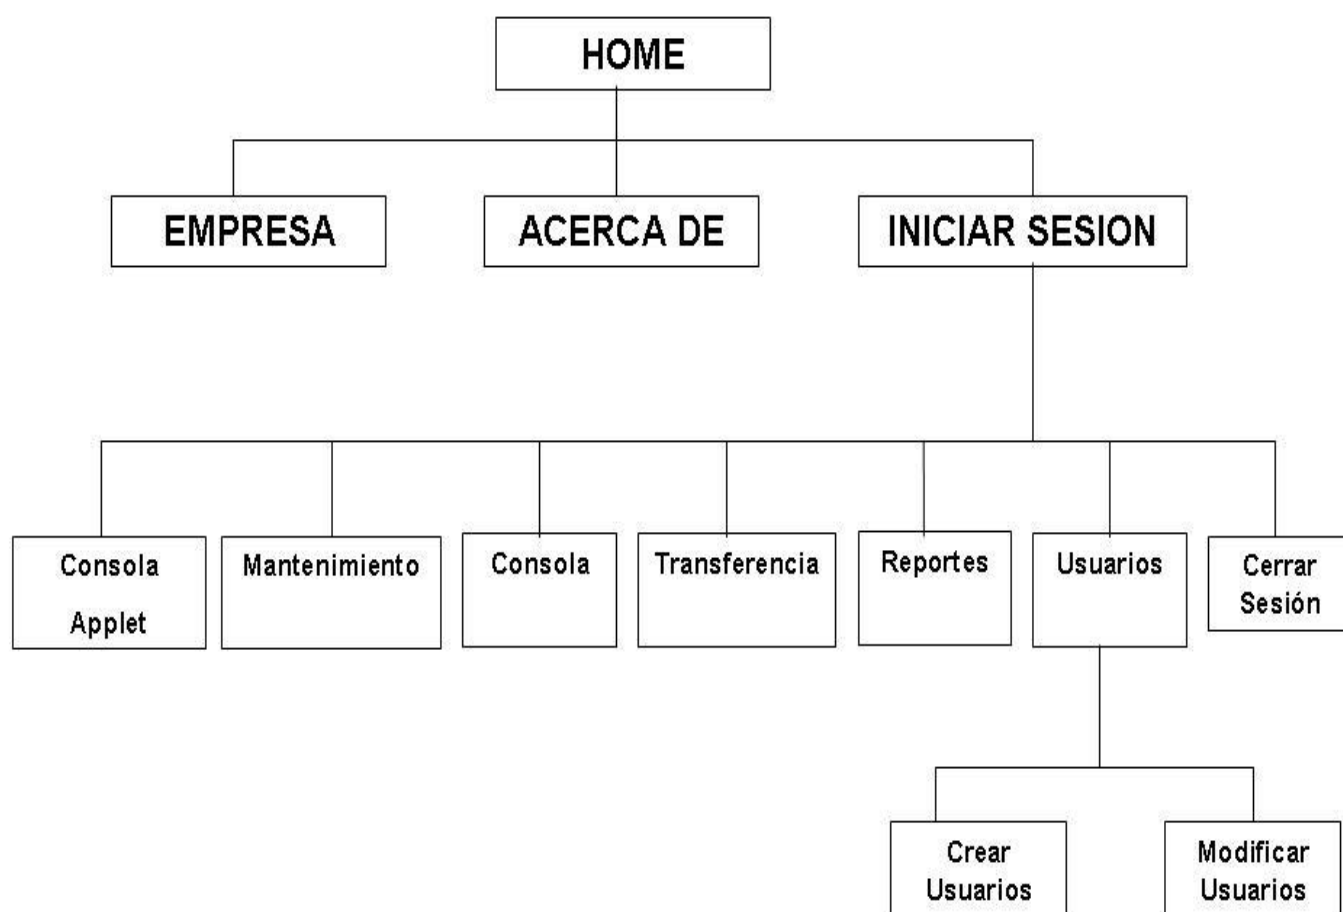 HOME
EMPRESA
ACERCA DE
INICIAR SESION
Consola
Applet
Mantenimiento
Consola
Transferencia
Reportes
Usuarios
Cerrar
Sesión
Crear
Usuarios
Modificar
Usuarios